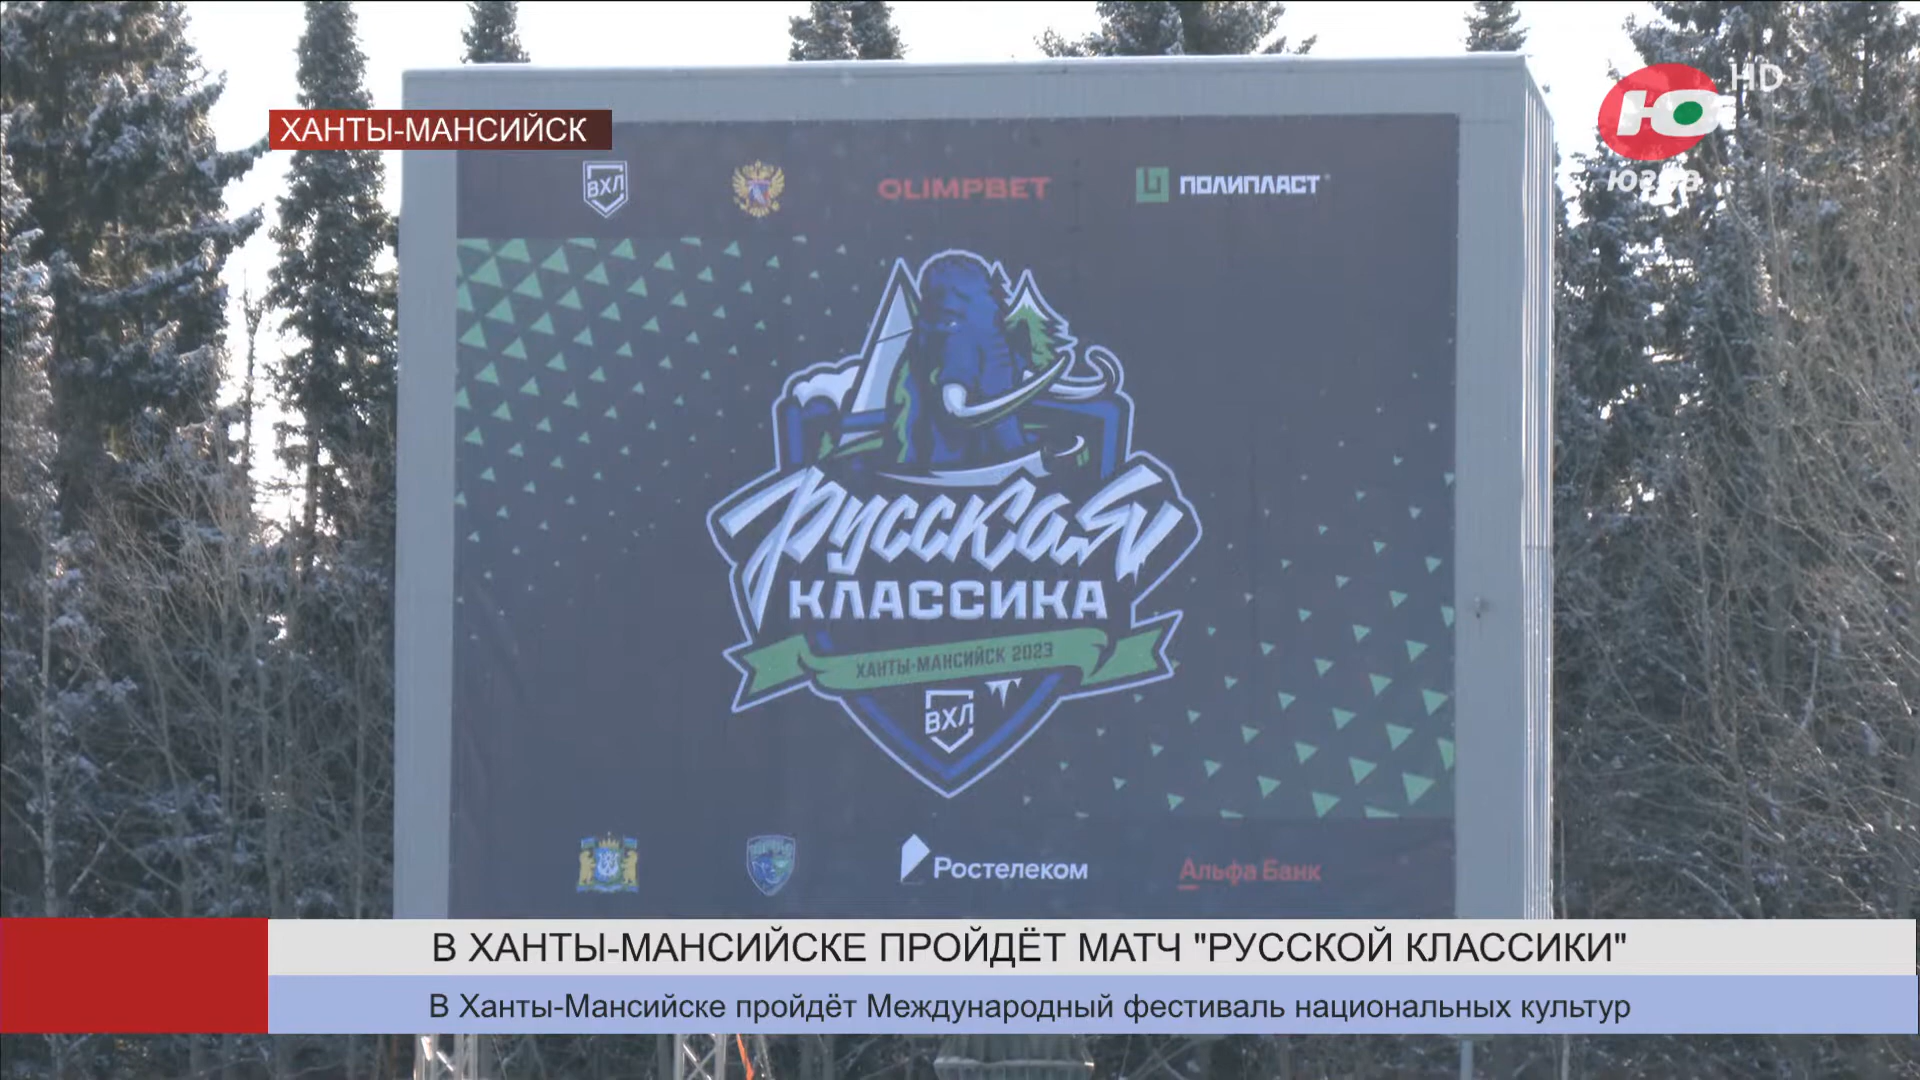 HD
ЮГРА
ХАНТЫ-МАНСИЙСК
ВХЛ
OLIMPBET
ПОЛИПЛАСТ
Русская
КЛАССИКА
ХАНТЫ-МАНСИЙСК 2023
ВХЛ
Ростелеком
Альфа Банк
В ХАНТЫ-МАНСИЙСКЕ ПРОЙДЁТ МАТЧ "РУССКОЙ КЛАССИКИ"
В Ханты-Мансийске пройдёт Международный фестиваль национальных культур